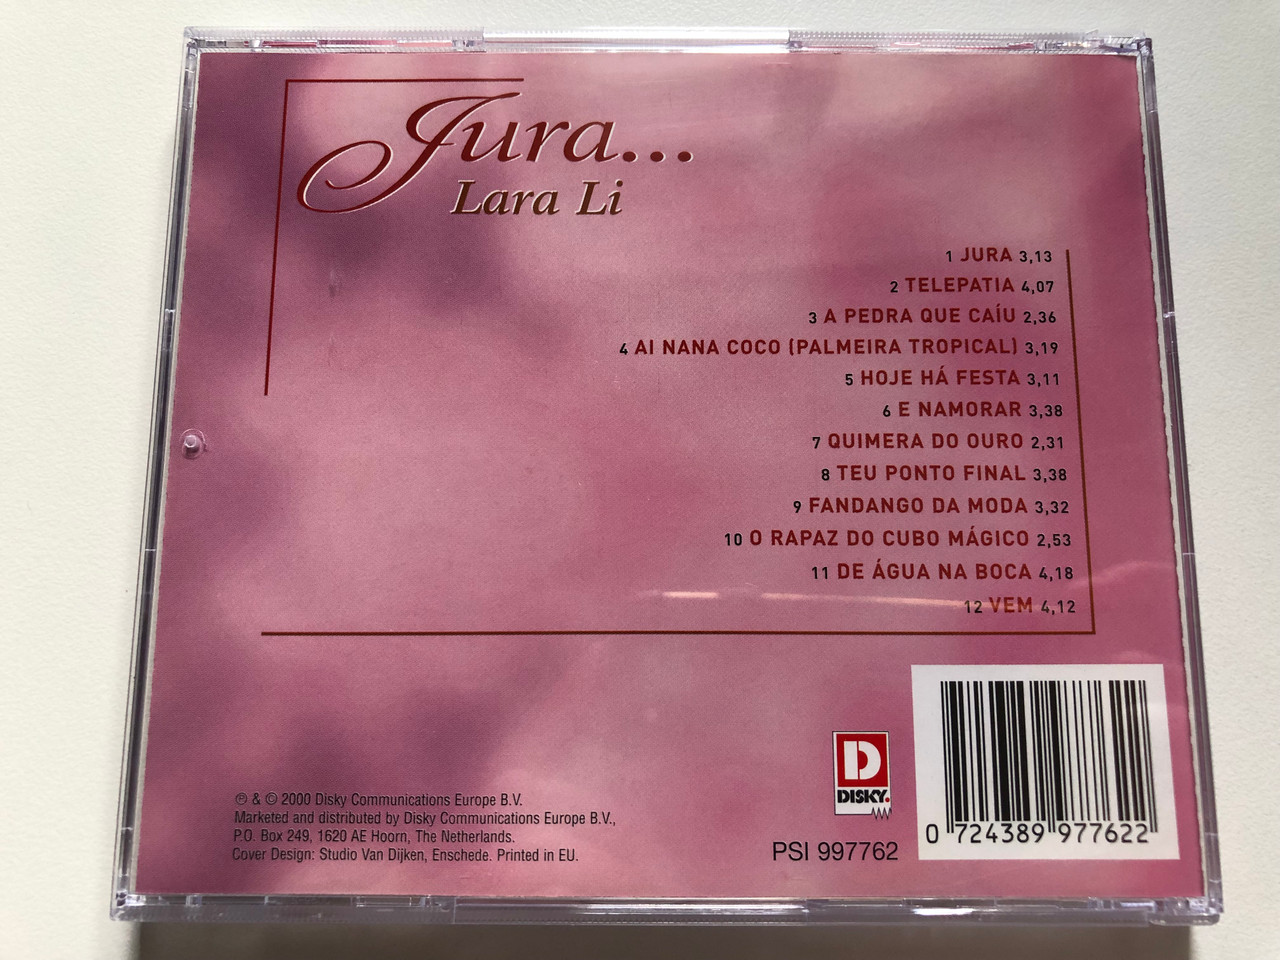 Jura...
Lara Li
1 JURA 3,13
2 TELEPATIA 4,07
3 A PEDRA QUE CAÍU 2,36
4 AI NANA COCO (PALMEIRA TROPICAL) 3,19
5 HOJE HÁ FESTA 3,11
6 E NAMORAR 3,38
7 QUIMERA DO OURO 2,31
8 TEU PONTO FINAL 3,38
9 FANDANGO DA MODA 3,32
10 O RAPAZ DO CUBO MÁGICO 2,53
11 DE ÁGUA NA BOCA 4,18
12 VEM 4,12
℗ & © 2000 Disky Communications Europe B.V.
Marketed and distributed by Disky Communications Europe B.V.,
P.O. Box 249, 1620 AE Hoorn, The Netherlands.
Cover Design: Studio Van Dijken, Enschede. Printed in EU.
D
DISKY.
PSI 997762
0 724389 977622